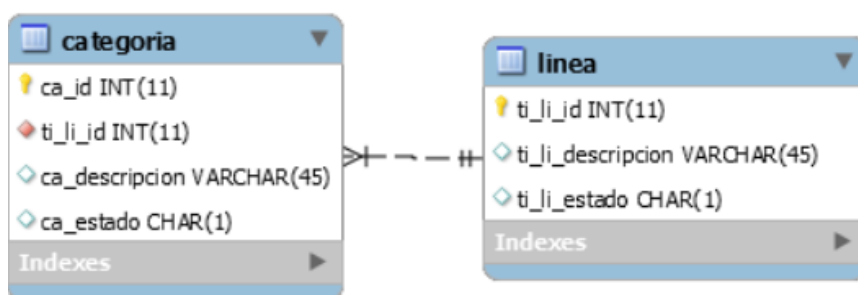 categoria
ca_id INT(11)
ti_li_id INT(11)
ca_descripcion VARCHAR(45)
ca_estado CHAR(1)
Indexes
linea
ti_li_id INT(11)
ti_li_descripcion VARCHAR(45)
ti_li_estado CHAR(1)
Indexes